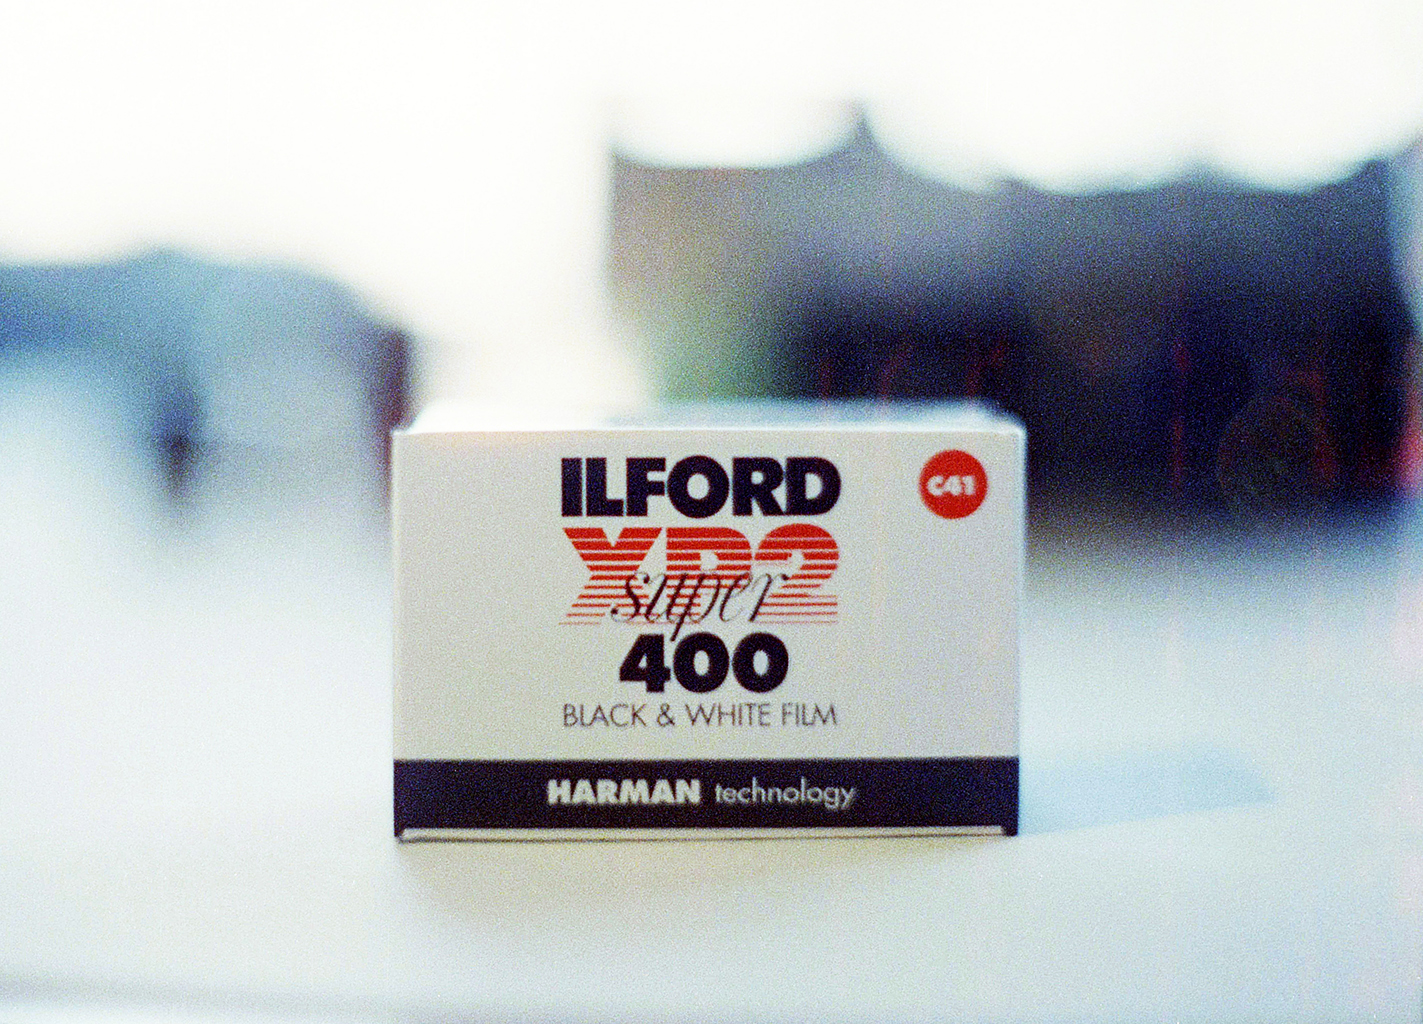 ILFORD
C41
XP2
super
400
BLACK & WHITE FILM
HARMAN technology